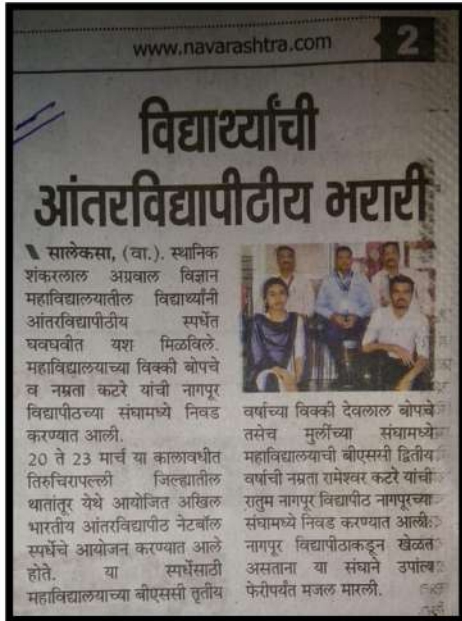 www.navarashtra.com
2
विद्यार्थ्यांची
आंतरविद्यापीठीय भरारी
सालेकसा, (वा.). स्थानिक
शंकरलाल अग्रवाल विज्ञान
महाविद्यालयातील विद्यार्थ्यांनी
आंतरविद्यापीठीय स्पर्धेत
घवघवीत यश मिळविले.
महाविद्यालयाच्या विक्की बोपचे
व नम्रता कटरे यांची नागपूर
विद्यापीठच्या संघामध्ये निवड
करण्यात आली.
20 ते 23 मार्च या कालावधीत
तिरुचिरापल्ली जिल्ह्यातील
थातांतूर येथे आयोजित अखिल
भारतीय आंतरविद्यापीठ नेटबॉल
स्पर्धेचे आयोजन करण्यात आले
होते. या स्पर्धेसाठी
महाविद्यालयाच्या बीएससी तृतीय
वर्षाच्या विक्की देवलाल बोपचे
तसेच मुलींच्या संघामध्ये
महाविद्यालयाची बीएससी द्वितीय
वर्षाची नम्रता रामेश्वर कटरे यांची
रातुम नागपूर विद्यापीठ नागपूरच्या
संघामध्ये निवड करण्यात आली.
नागपूर विद्यापीठाकडून खेळत
असताना या संघाने उपांत्य
फेरीपर्यंत मजल मारली.